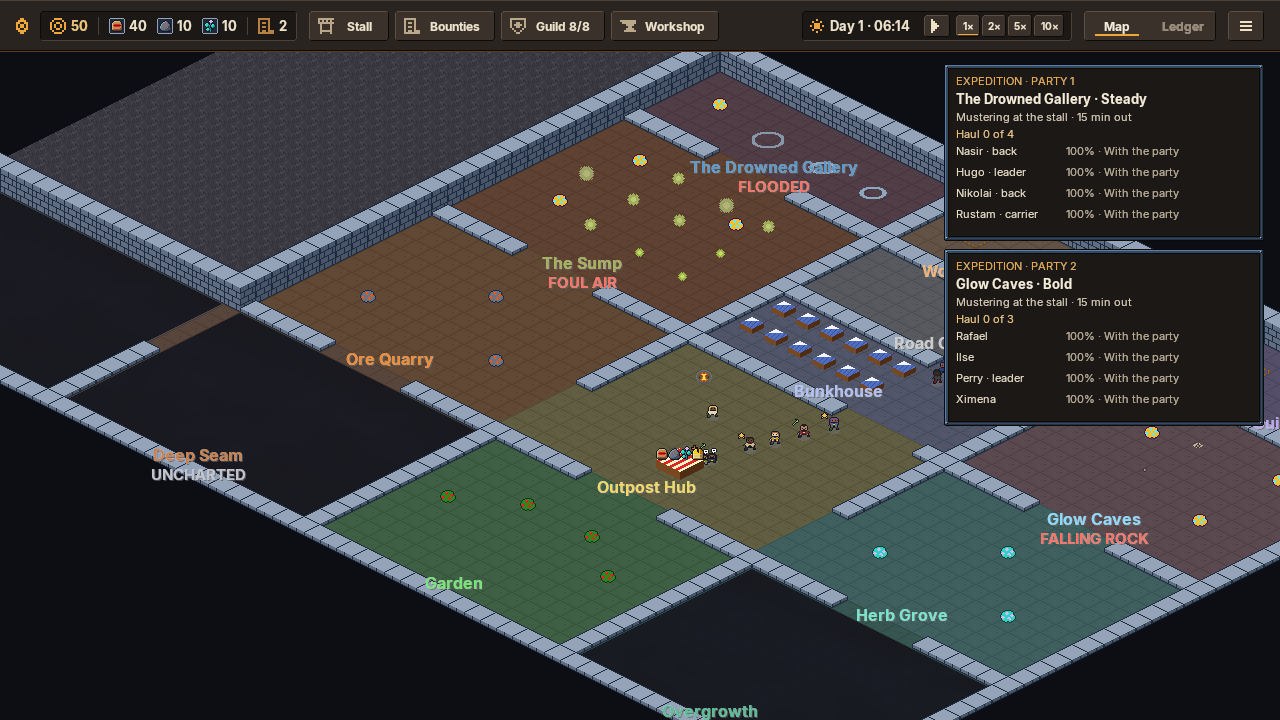 50 40 10 10 2 Stall Bounties Guild 8/8 Workshop Day 1 · 06:14 1× 2× 5× 10× Map Ledger
EXPEDITION · PARTY 1
The Drowned Gallery · Steady
Mustering at the stall · 15 min out
Haul 0 of 4
Nasir · back 100% · With the party
Hugo · leader 100% · With the party
Nikolai · back 100% · With the party
Rustam · carrier 100% · With the party
EXPEDITION · PARTY 2
Glow Caves · Bold
Mustering at the stall · 15 min out
Haul 0 of 3
Rafael 100% · With the party
Ilse 100% · With the party
Perry · leader 100% · With the party
Ximena 100% · With the party
The Drowned Gallery
FLOODED
The Sump
FOUL AIR
Ore Quarry
Bunkhouse
Deep Seam
UNCHARTED
Outpost Hub
Glow Caves
FALLING ROCK
Garden
Herb Grove
Overgrowth
Road